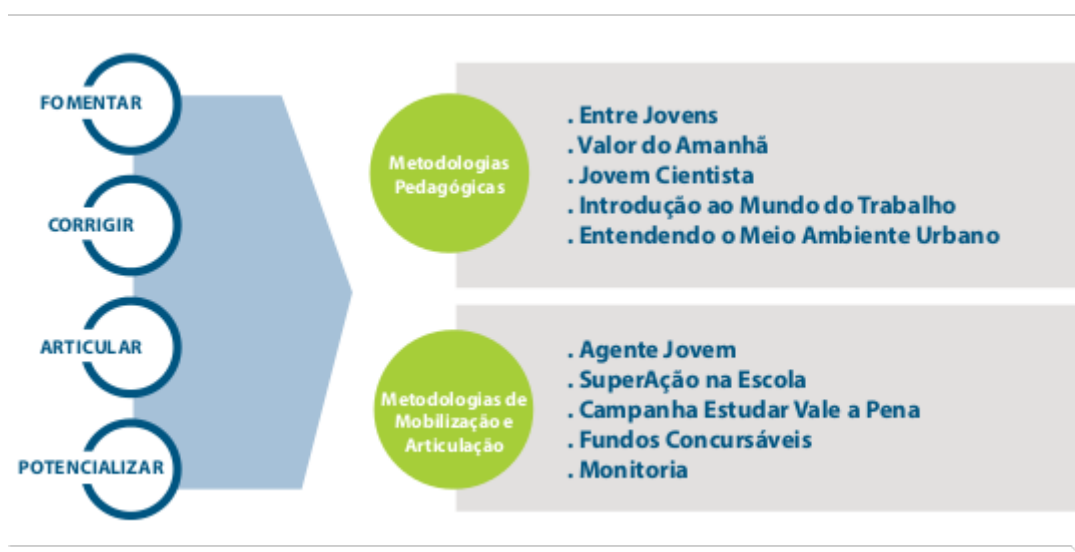 FOMENTAR
CORRIGIR
ARTICULAR
POTENCIALIZAR
Metodologias
Pedagógicas
. Entre Jovens
. Valor do Amanhã
. Jovem Cientista
. Introdução ao Mundo do Trabalho
. Entendendo o Meio Ambiente Urbano
Metodologias de
Mobilização e
Articulação
. Agente Jovem
. SuperAção na Escola
. Campanha Estudar Vale a Pena
. Fundos Concursáveis
. Monitoria